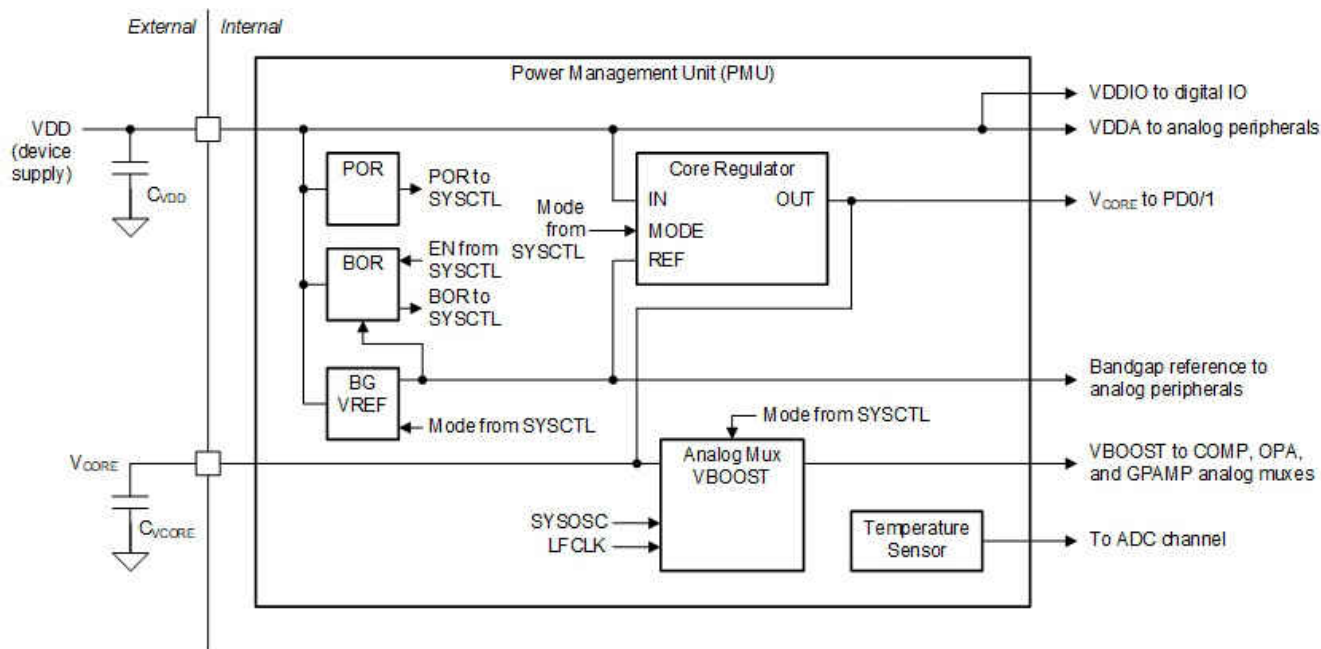 External
Internal
Power Management Unit (PMU)
VDD
(device
supply)
CVDD
POR
POR to
SYSCTL
BOR
EN from
SYSCTL
BOR to
SYSCTL
BG
VREF
Mode from SYSCTL
Core Regulator
IN
OUT
MODE
REF
Mode
from
SYSCTL
VDDIO to digital IO
VDDA to analog peripherals
VCORE to PD0/1
Bandgap reference to
analog peripherals
VCORE
CVCORE
Mode from SYSCTL
Analog Mux
VBOOST
SYSOSC
LFCLK
VBOOST to COMP, OPA,
and GPAMP analog muxes
Temperature
Sensor
To ADC channel